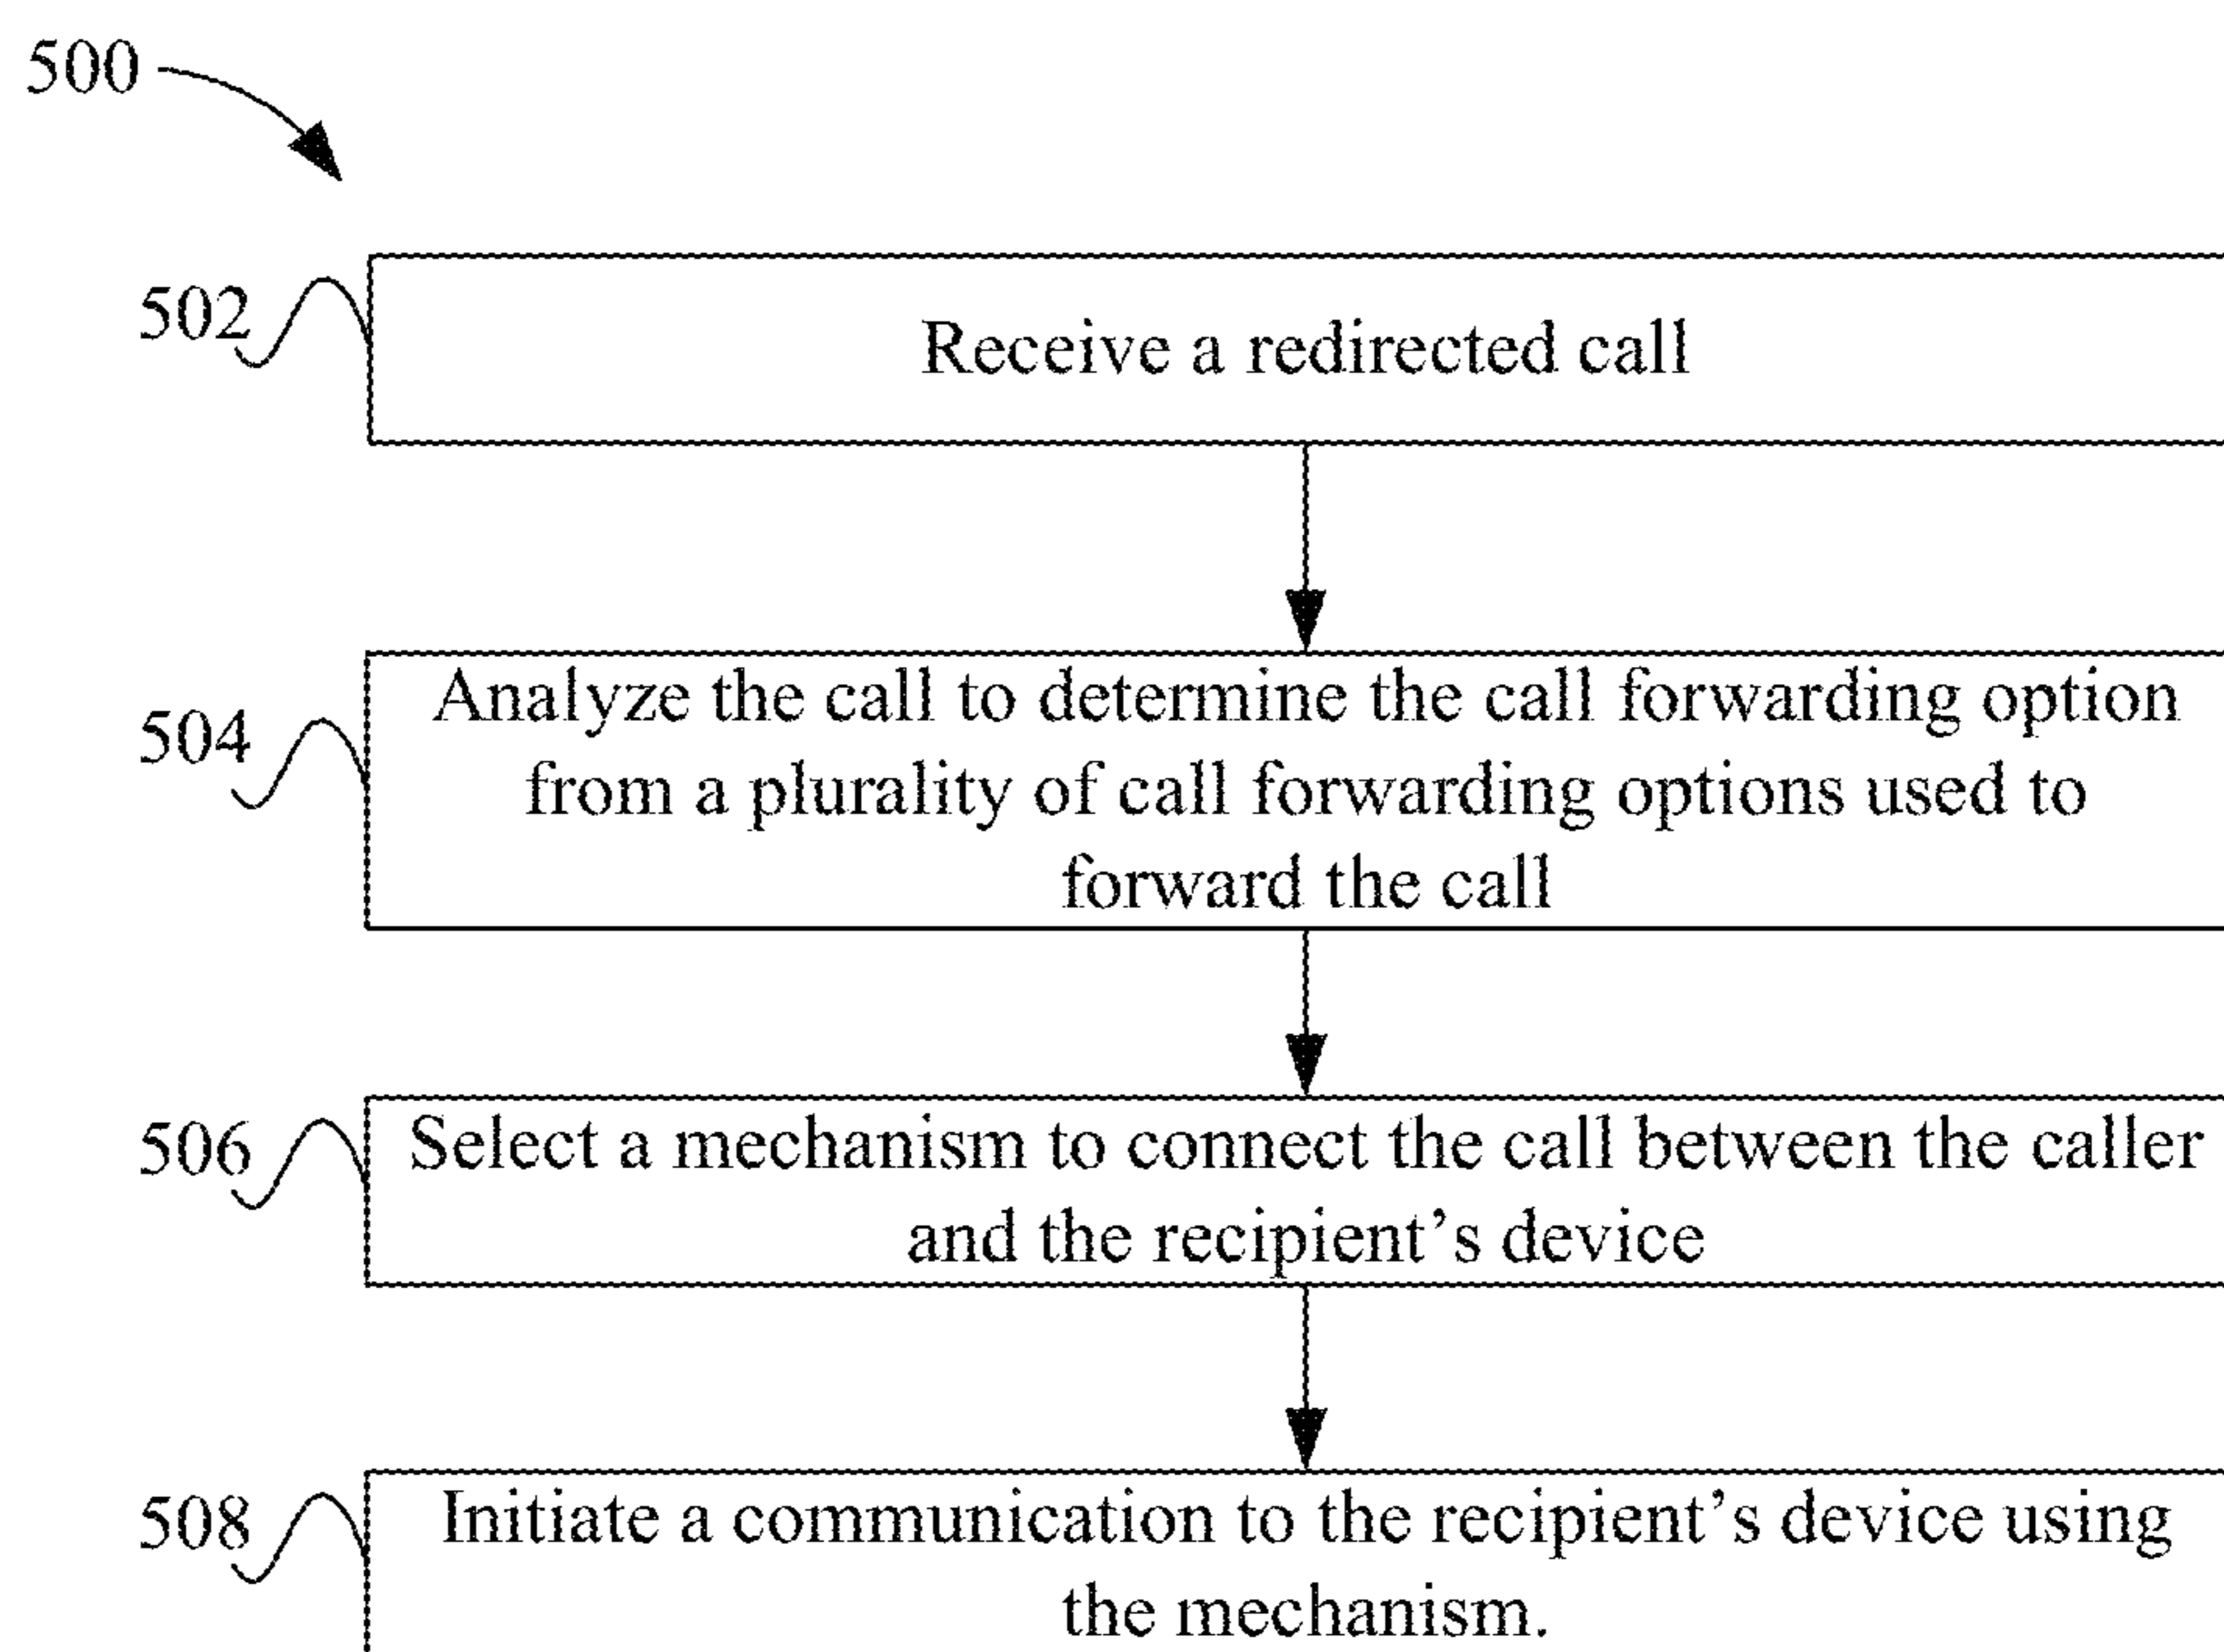 500
502
Receive a redirected call
504
Analyze the call to determine the call forwarding option
from a plurality of call forwarding options used to
forward the call
506
Select a mechanism to connect the call between the caller
and the recipient’s device
508
Initiate a communication to the recipient’s device using
the mechanism.